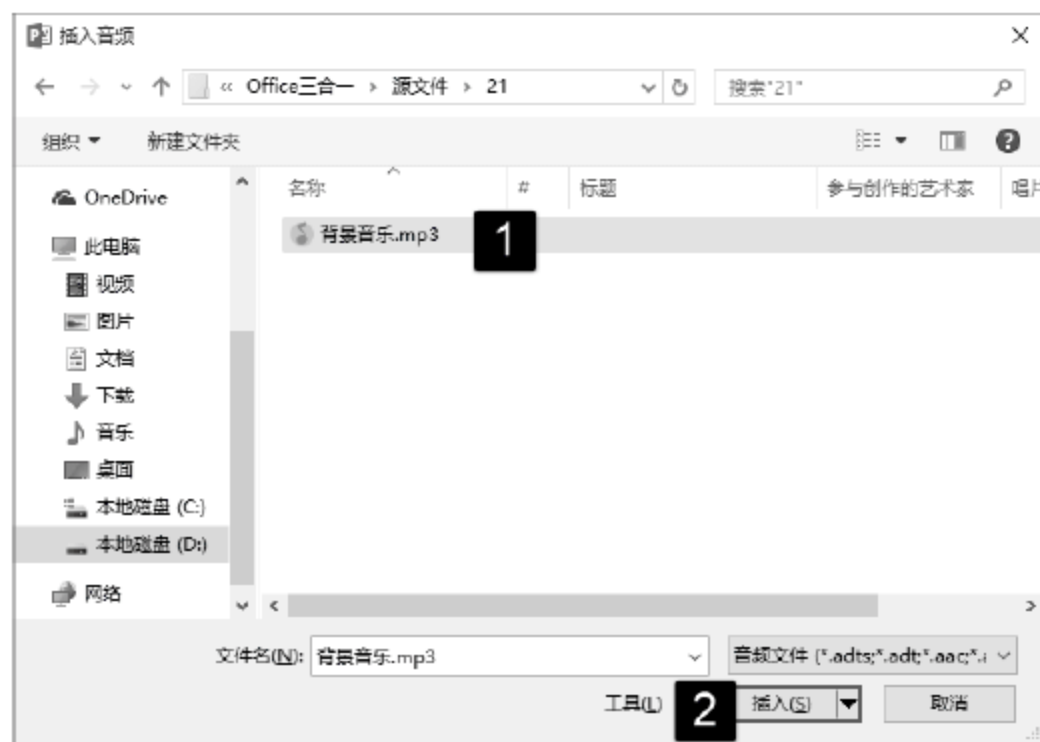 插入音频
« Office三合一 › 源文件 › 21
搜索"21"
组织
新建文件夹
名称
#
标题
参与创作的艺术家
唱片
OneDrive
此电脑
视频
图片
文档
下载
音乐
桌面
本地磁盘 (C:)
本地磁盘 (D:)
网络
背景音乐.mp3
1
文件名(N): 背景音乐.mp3
音频文件 (*.adts;*.adt;*.aac;*.a
工具(L)
2
插入(S)
取消